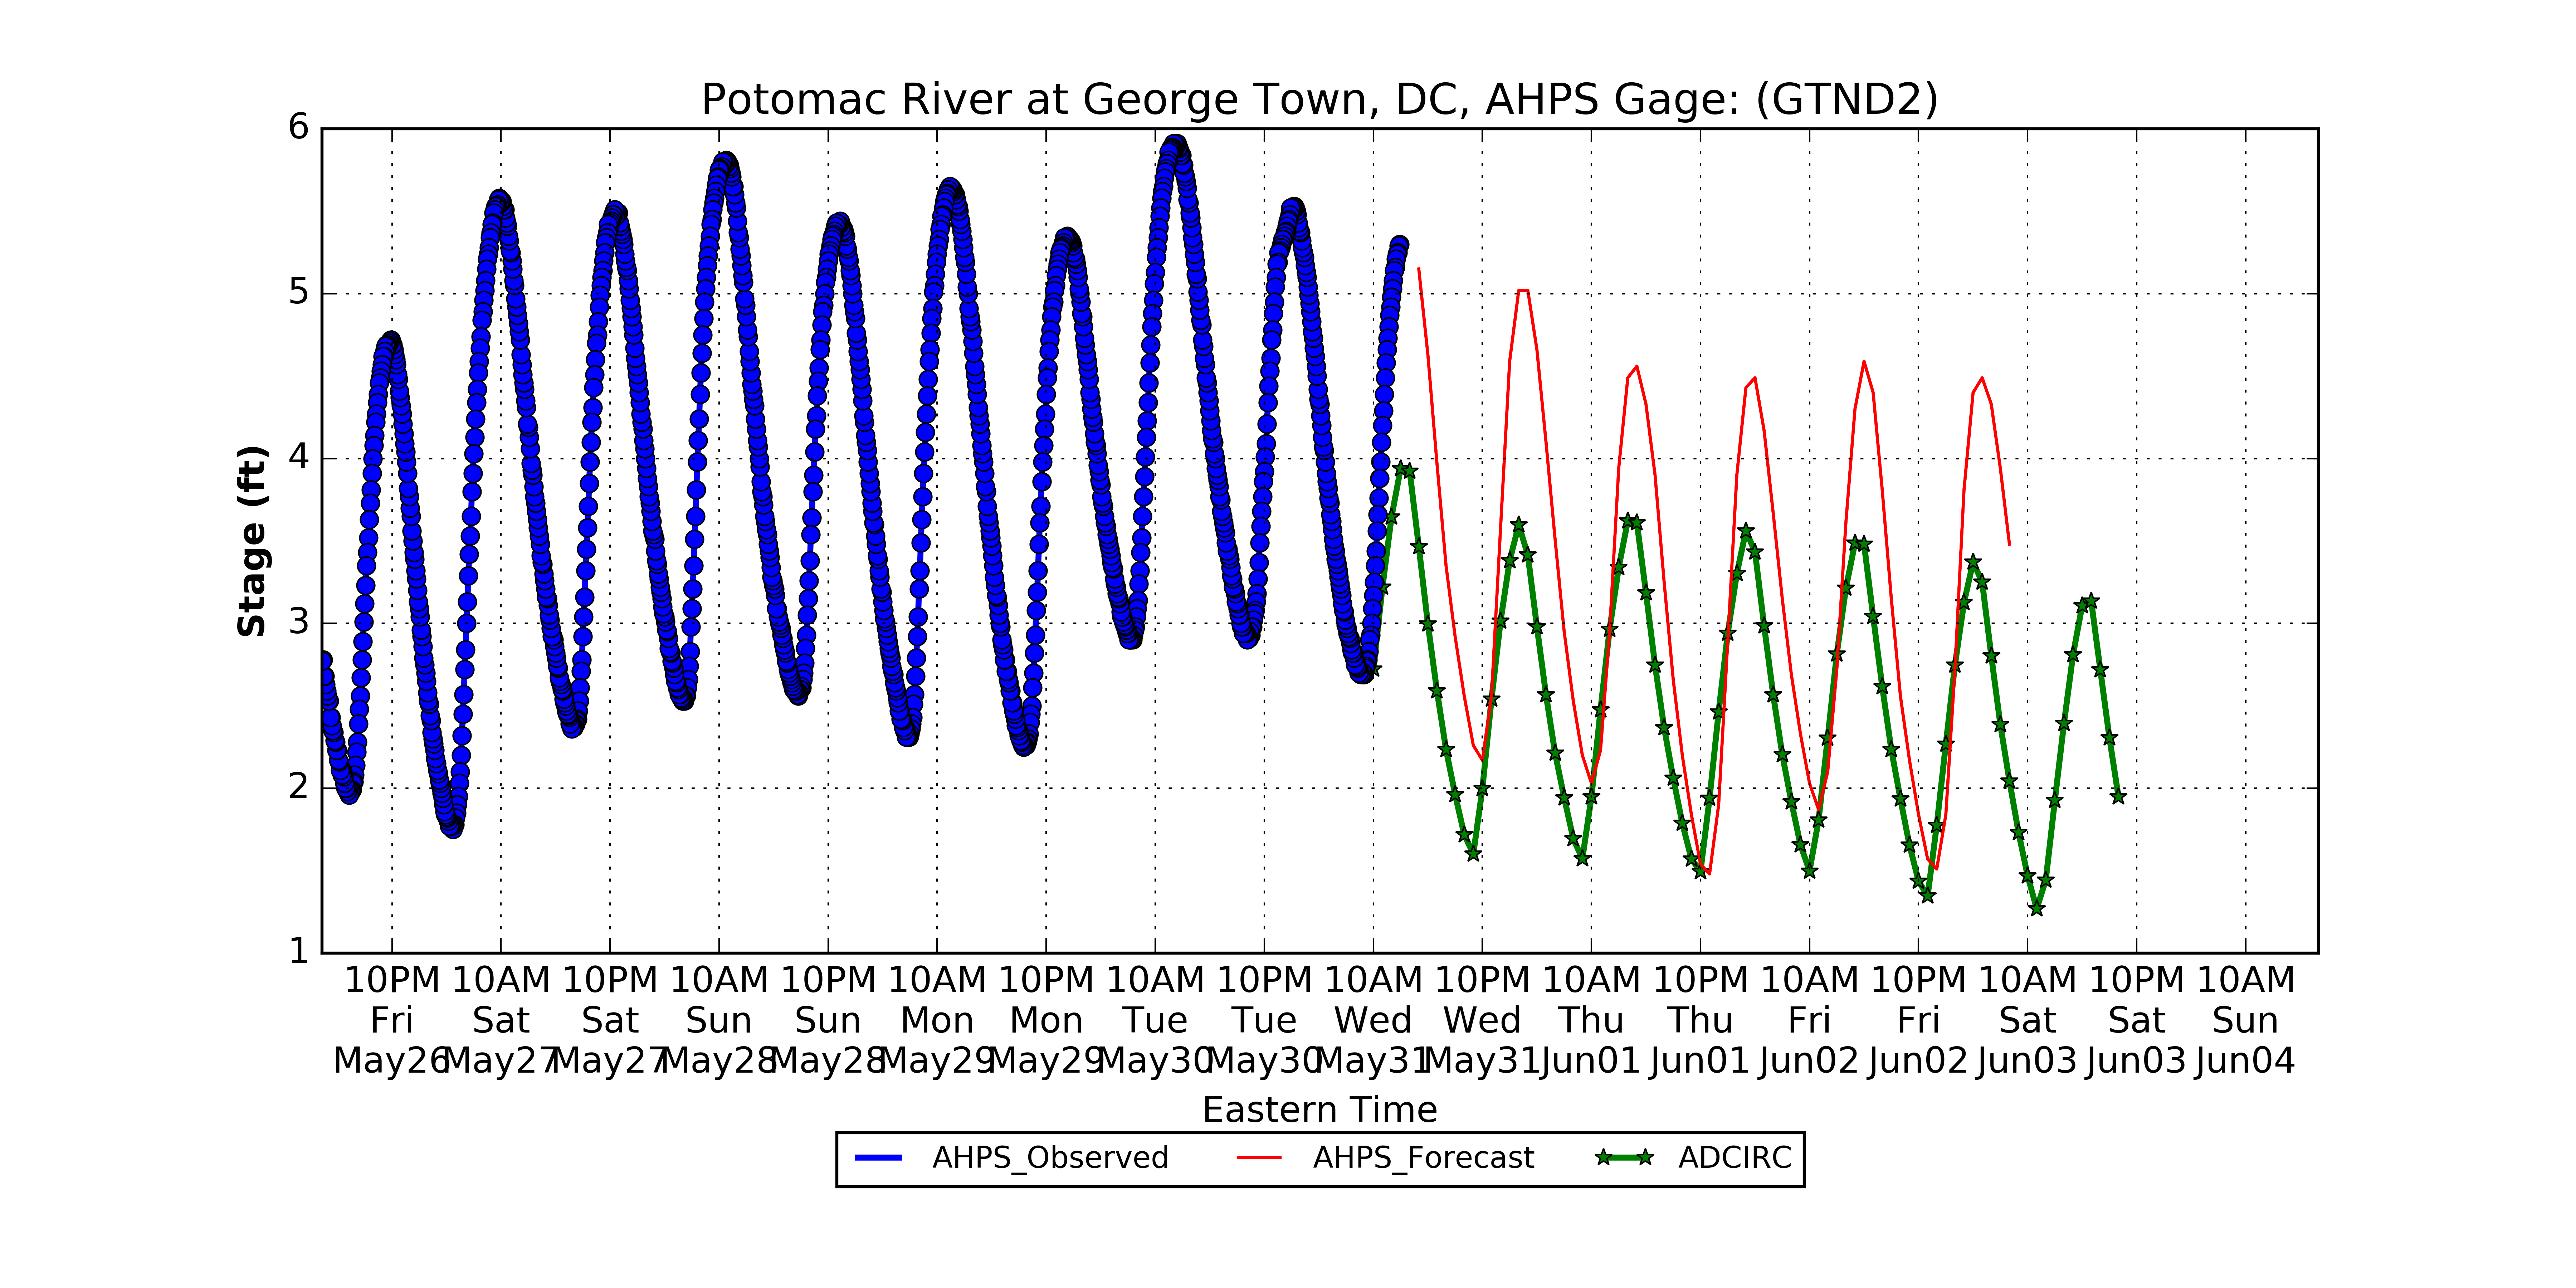 Potomac River at George Town, DC, AHPS Gage: (GTND2)
6
5
4
3
2
1
Stage (ft)
10PM 10AM 10PM 10AM 10PM 10AM 10PM 10AM 10PM 10AM 10PM 10AM 10PM 10AM 10PM 10AM 10PM 10AM
Fri Sat Sat Sun Sun Mon Mon Tue Tue Wed Wed Thu Thu Fri Fri Sat Sat Sun
May26 May27 May27 May28 May28 May29 May29 May30 May30 May31 May31 Jun01 Jun01 Jun02 Jun02 Jun03 Jun03 Jun04
Eastern Time
AHPS_Observed AHPS_Forecast ADCIRC